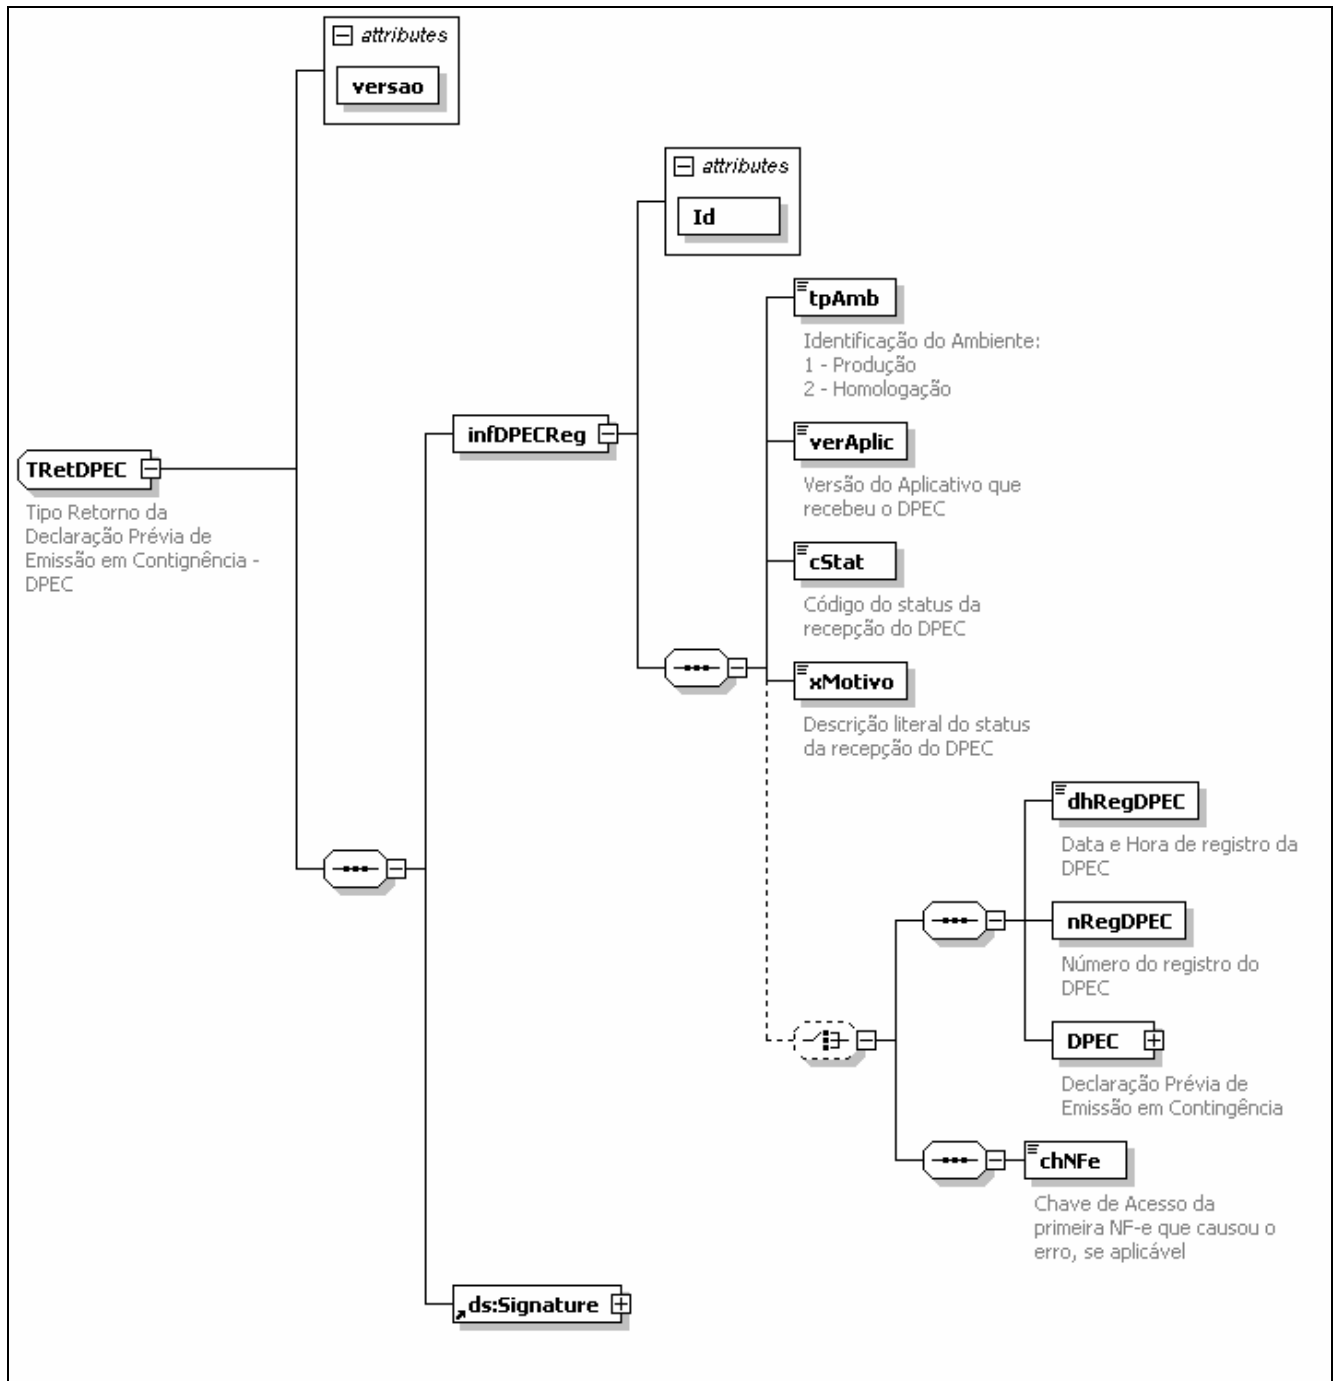 attributes
versao
attributes
Id
tpAmb
Identificação do Ambiente:
1 - Produção
2 - Homologação
verAplic
Versão do Aplicativo que
recebeu o DPEC
infDPECReg
TRetDPEC
Tipo Retorno da
Declaração Prévia de
Emissão em Contignência -
DPEC
cStat
Código do status da
recepção do DPEC
xMotivo
Descrição literal do status
da recepção do DPEC
dhRegDPEC
Data e Hora de registro da
DPEC
nRegDPEC
Número do registro do
DPEC
DPEC
Declaração Prévia de
Emissão em Contingência
chNFe
Chave de Acesso da
primeira NF-e que causou o
erro, se aplicável
ds:Signature